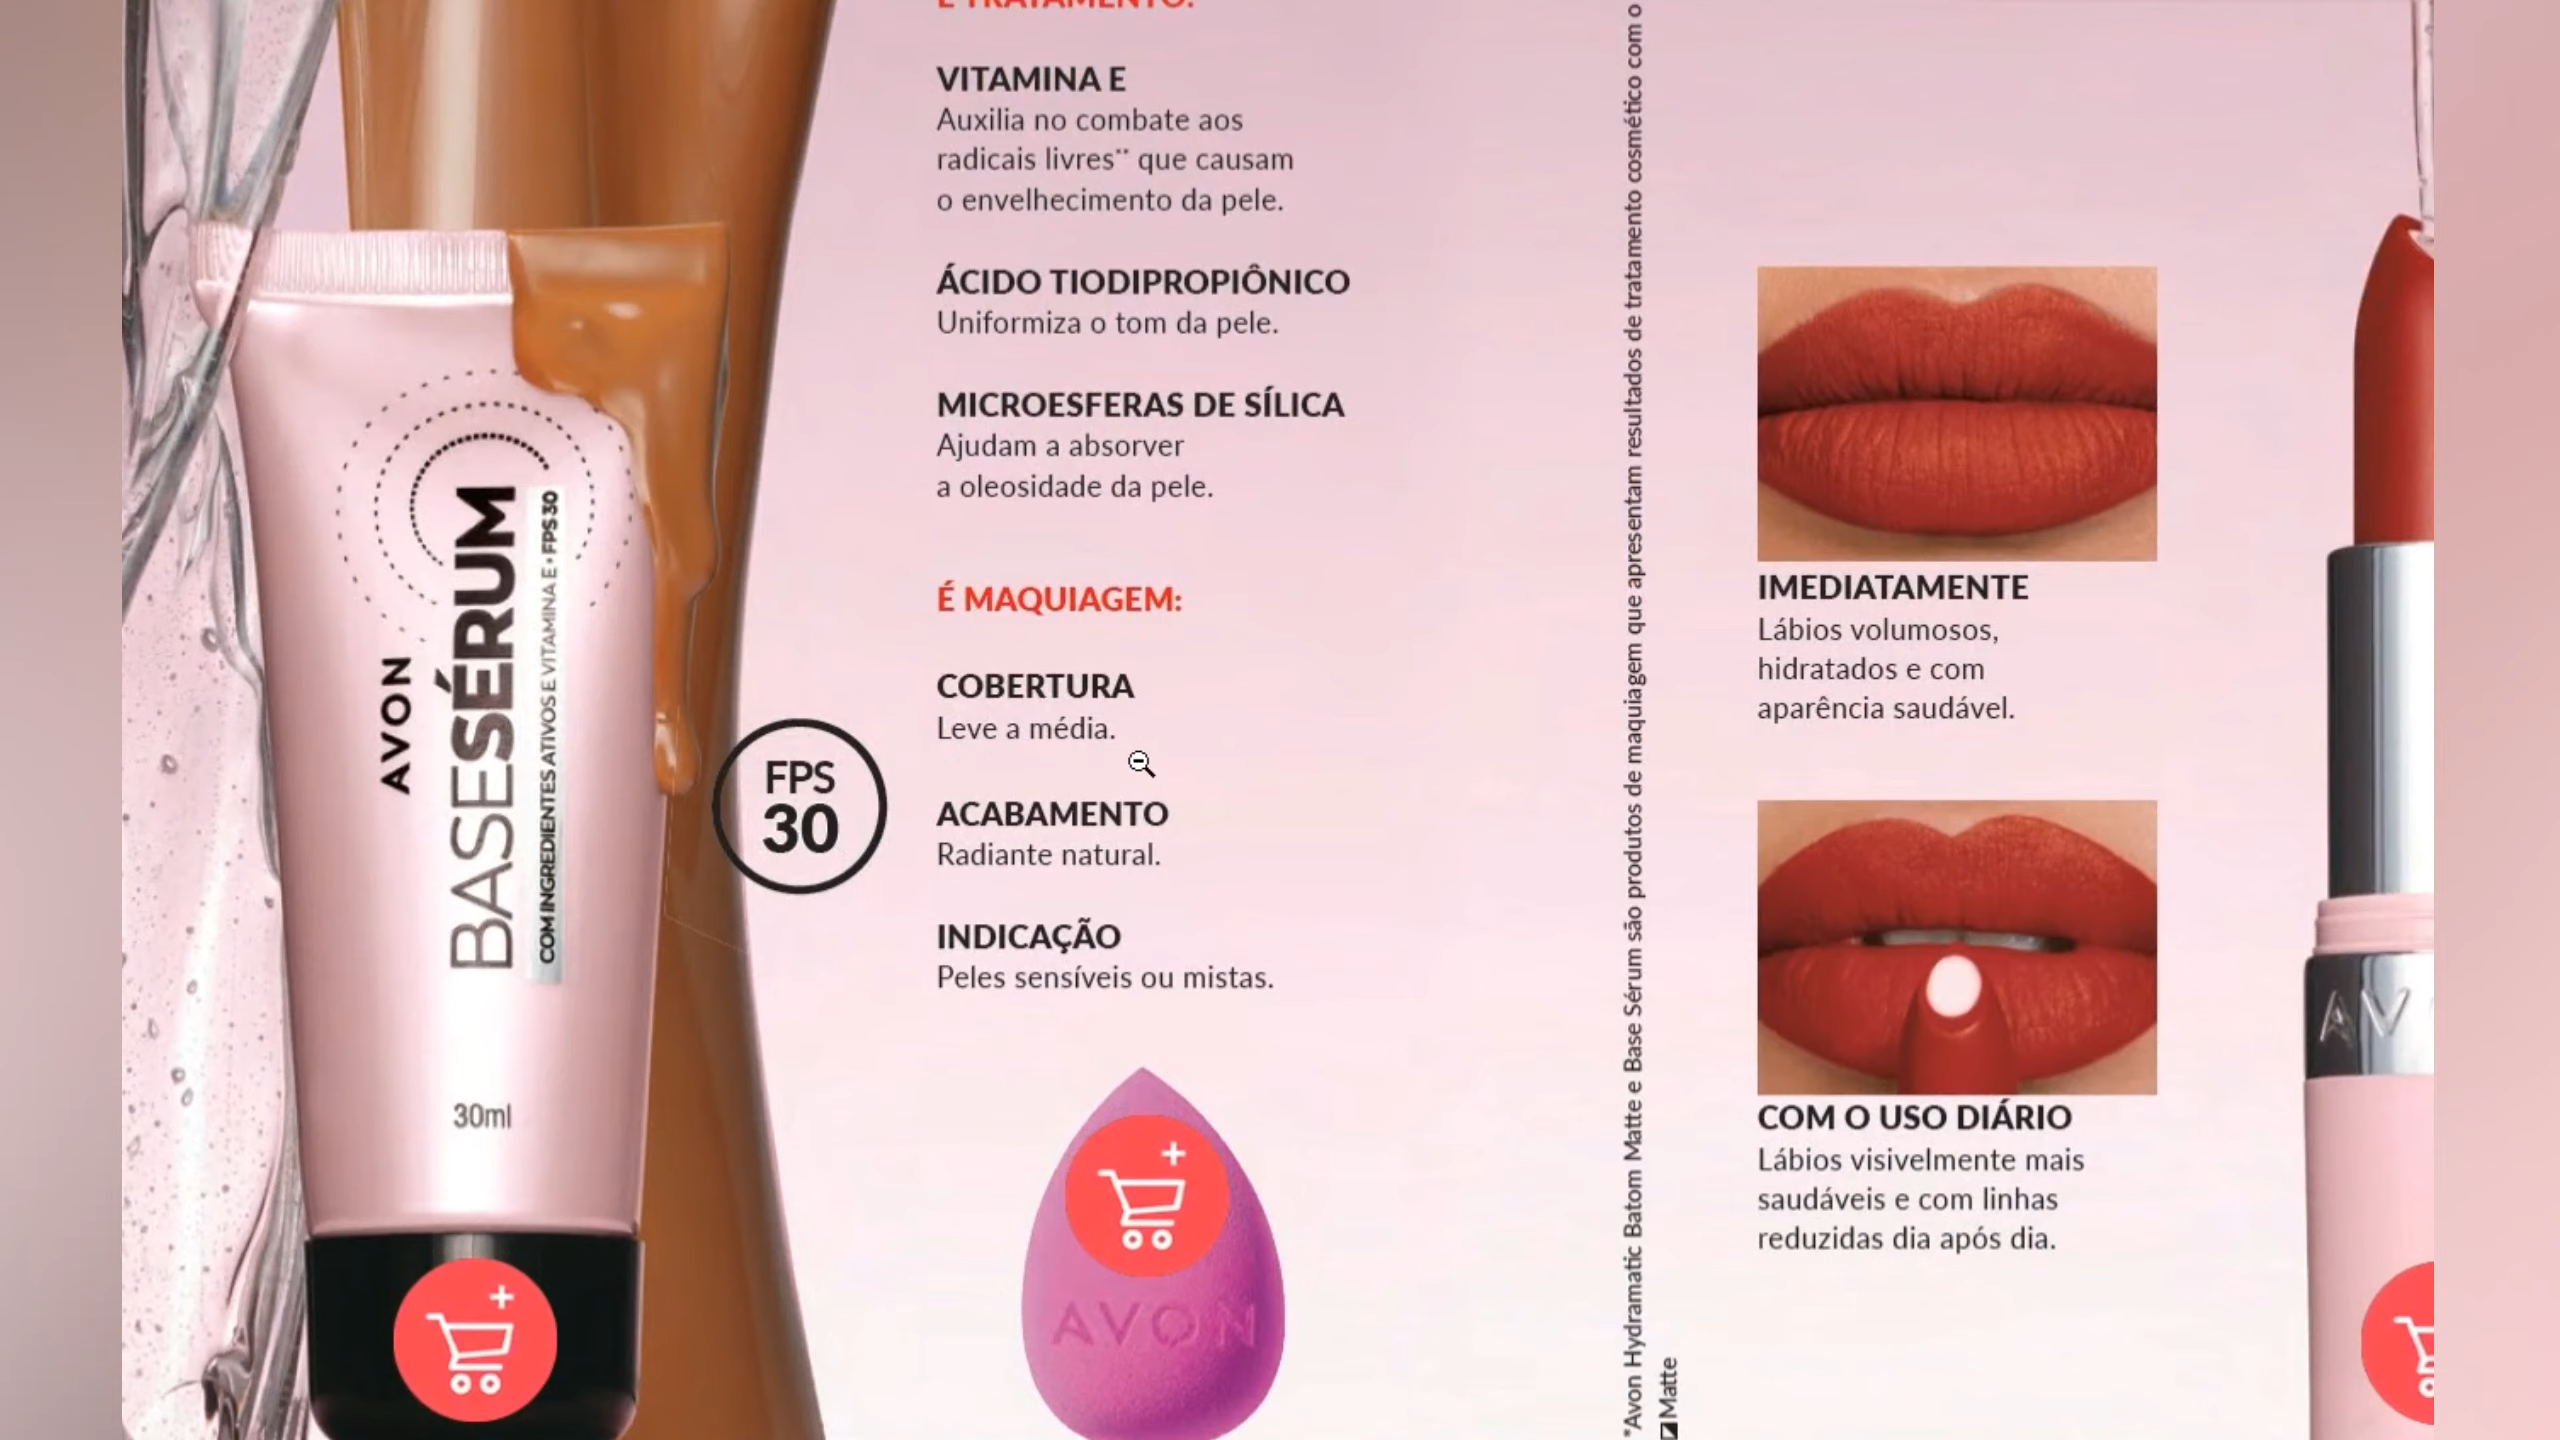 É TRATAMENTO:
VITAMINA E
Auxilia no combate aos
radicais livres** que causam
o envelhecimento da pele.
ÁCIDO TIODIPROPIÔNICO
Uniformiza o tom da pele.
MICROESFERAS DE SÍLICA
Ajudam a absorver
a oleosidade da pele.
É MAQUIAGEM:
COBERTURA
Leve a média.
ACABAMENTO
Radiante natural.
INDICAÇÃO
Peles sensíveis ou mistas.
AVON
BASESÉRUM
COM INGREDIENTES ATIVOS E VITAMINA E • FPS 30
30ml
FPS
30
AVON
*Avon Hydramatic Batom Matte e Base Sérum são produtos de maquiagem que apresentam resultados de tratamento cosmético com o
Matte
IMEDIATAMENTE
Lábios volumosos,
hidratados e com
aparência saudável.
COM O USO DIÁRIO
Lábios visivelmente mais
saudáveis e com linhas
reduzidas dia após dia.
AV